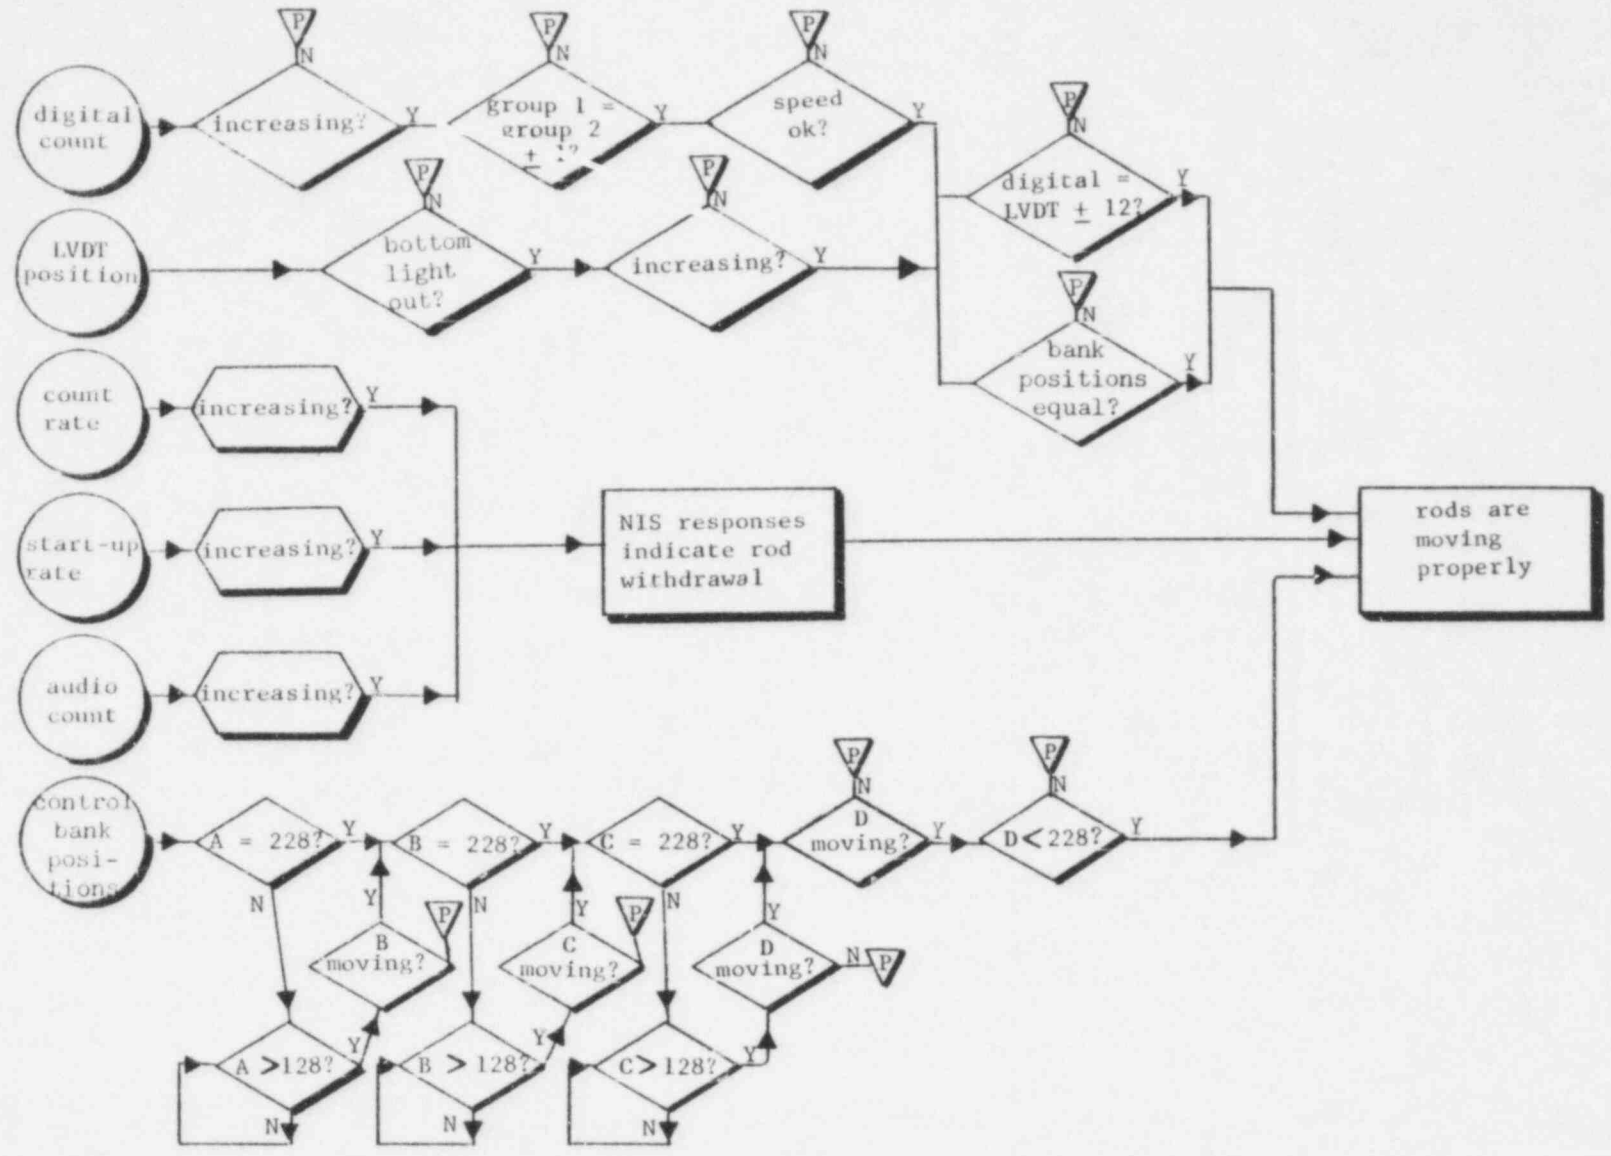 P
N
P
N
P
N
digital
count
increasing?
Y
group 1 =
group 2
Y
speed
ok?
Y
P
N
digital =
LVDT ± 12?
Y
LVDT
position
P
N
bottom
light
out?
Y
P
N
increasing?
Y
P
N
bank
positions
equal?
Y
count
rate
increasing?
Y
start-up
rate
increasing?
Y
audio
count
increasing?
Y
NIS responses
indicate rod
withdrawal
rods are
moving
properly
control
bank
posi-
tions
A = 228?
Y
N
B = 228?
Y
N
C = 228?
Y
N
P
N
D
moving?
Y
P
N
D<228?
Y
P
B
moving?
Y
P
C
moving?
Y
D
moving?
Y
N
P
A >128?
Y
N
B > 128?
Y
N
C>128?
Y
N